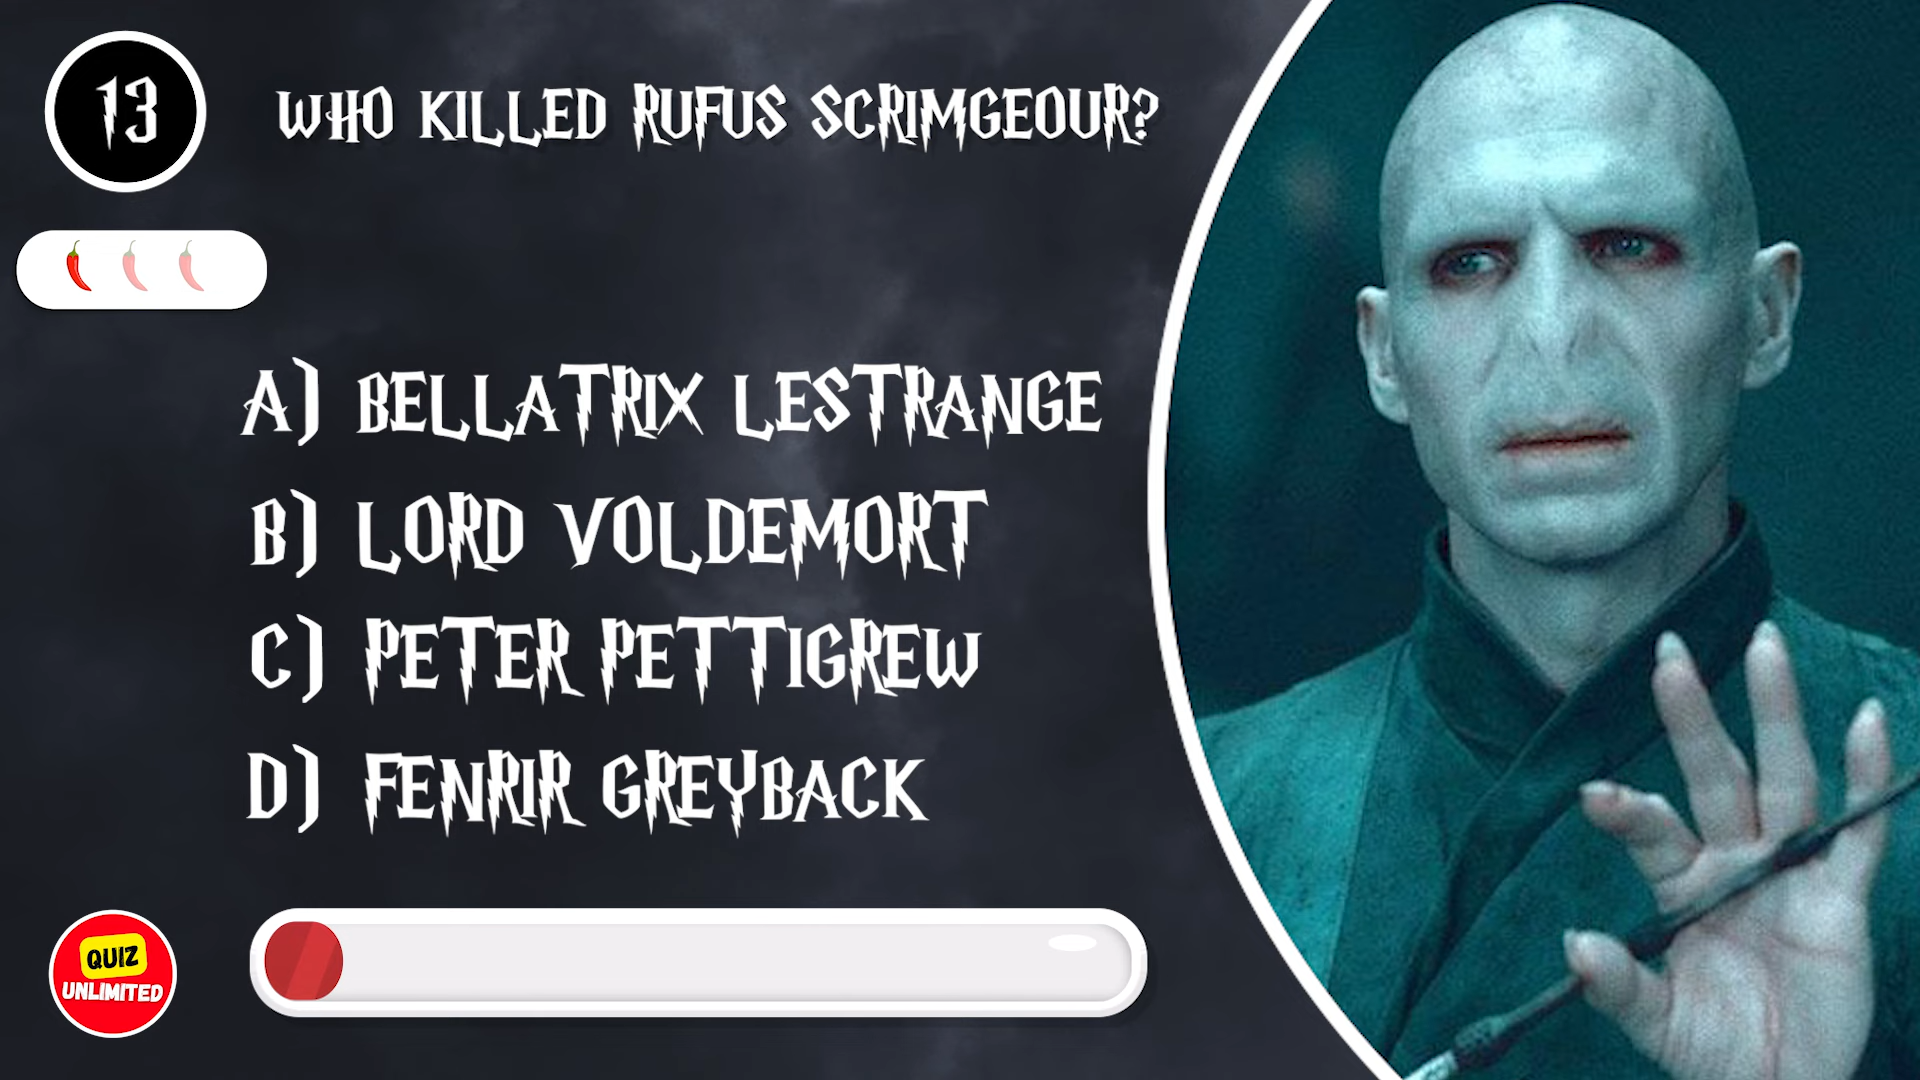 13
WHO KILLED RUFUS SCRIMGEOUR?
A) BELLATRIX LESTRANGE
B) LORD VOLDEMORT
C) PETER PETTIGREW
D) FENRIR GREYBACK
QUIZ
UNLIMITED